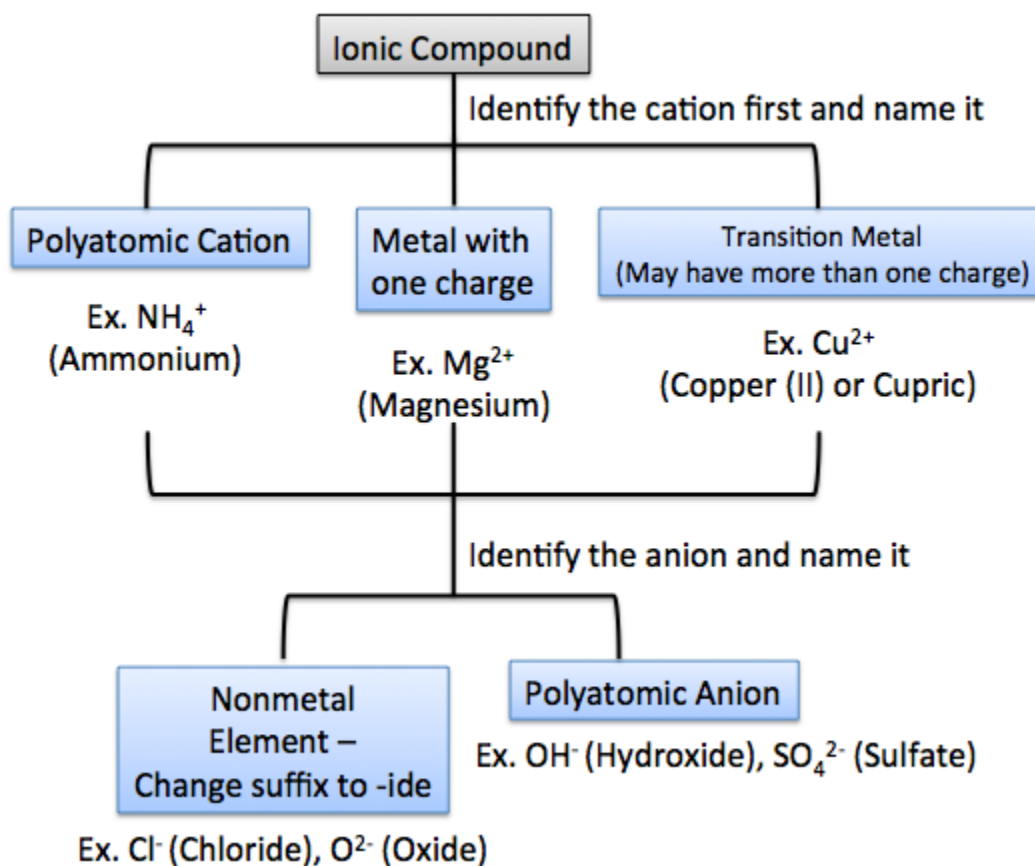 Ionic Compound
Identify the cation first and name it
Polyatomic Cation
Ex. NH₄⁺
(Ammonium)
Metal with
one charge
Ex. Mg²⁺
(Magnesium)
Transition Metal
(May have more than one charge)
Ex. Cu²⁺
(Copper (II) or Cupric)
Identify the anion and name it
Nonmetal
Element –
Change suffix to -ide
Ex. Cl⁻ (Chloride), O²⁻ (Oxide)
Polyatomic Anion
Ex. OH⁻ (Hydroxide), SO₄²⁻ (Sulfate)